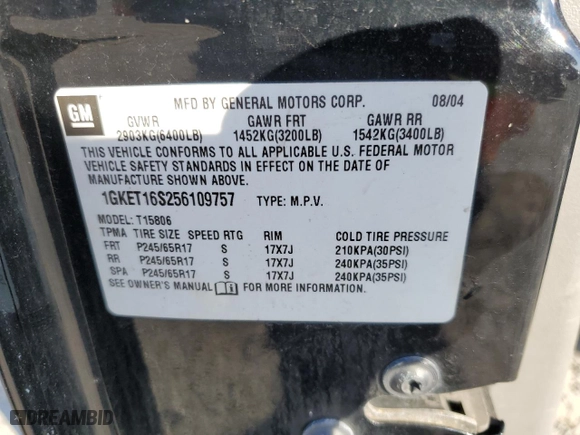 GM
MFD BY GENERAL MOTORS CORP. 08/04
GVWR GAWR FRT GAWR RR
2903KG(6400LB) 1452KG(3200LB) 1542KG(3400LB)
THIS VEHICLE CONFORMS TO ALL APPLICABLE U.S. FEDERAL MOTOR
VEHICLE SAFETY STANDARDS IN EFFECT ON THE DATE OF
MANUFACTURE SHOWN ABOVE.
1GKET16S256109757 TYPE: M.P.V.
MODEL: T15806
TPMA TIRE SIZE SPEED RTG RIM COLD TIRE PRESSURE
FRT P245/65R17 S 17X7J 210KPA(30PSI)
RR P245/65R17 S 17X7J 240KPA(35PSI)
SPA P245/65R17 S 17X7J 240KPA(35PSI)
SEE OWNER'S MANUAL i FOR MORE INFORMATION.
DREAMBID